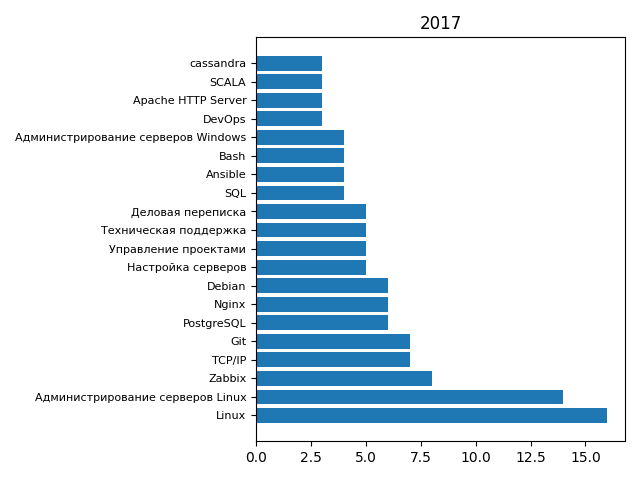 2017
cassandra
SCALA
Apache HTTP Server
DevOps
Администрирование серверов Windows
Bash
Ansible
SQL
Деловая переписка
Техническая поддержка
Управление проектами
Настройка серверов
Debian
Nginx
PostgreSQL
Git
TCP/IP
Zabbix
Администрирование серверов Linux
Linux
0.0 2.5 5.0 7.5 10.0 12.5 15.0